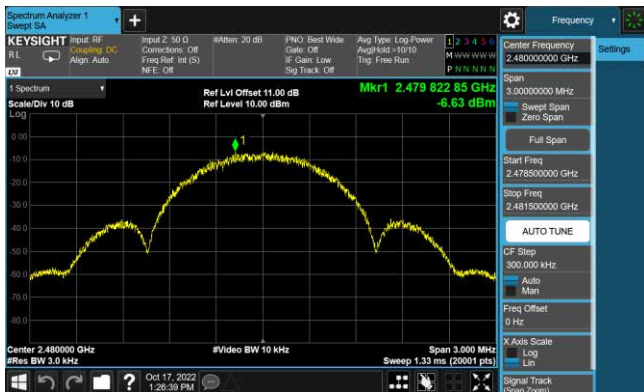 Spectrum Analyzer 1
Swept SA
+
Frequency
KEYSIGHT
RL
LXI
Input: RF
Coupling: DC
Align: Auto
Input Z: 50 Ω
Corrections: Off
Freq Ref: Int (S)
NFE: Off
#Atten: 20 dB
PNO: Best Wide
Gate: Off
IF Gain: Low
Sig Track: Off
Avg Type: Log-Power
Avg|Hold:>10/10
Trig: Free Run
1 2 3 4 5 6
M W W W W W
P N N N N N
1 Spectrum
Scale/Div 10 dB
Log
Ref Lvl Offset 11.00 dB
Ref Level 10.00 dBm
Mkr1 2.479 822 85 GHz
-6.63 dBm
1
0.00
-10.0
-20.0
-30.0
-40.0
-50.0
-60.0
-70.0
-80.0
Center 2.480000 GHz
#Res BW 3.0 kHz
#Video BW 10 kHz
Span 3.000 MHz
Sweep 1.33 ms (20001 pts)
?
Oct 17, 2022
1:26:39 PM
Center Frequency
2.480000000 GHz
Settings
Span
3.00000000 MHz
Swept Span
Zero Span
Full Span
Start Freq
2.478500000 GHz
Stop Freq
2.481500000 GHz
AUTO TUNE
CF Step
300.000 kHz
Auto
Man
Freq Offset
0 Hz
X Axis Scale
Log
Lin
Signal Track
(Span Zoom)